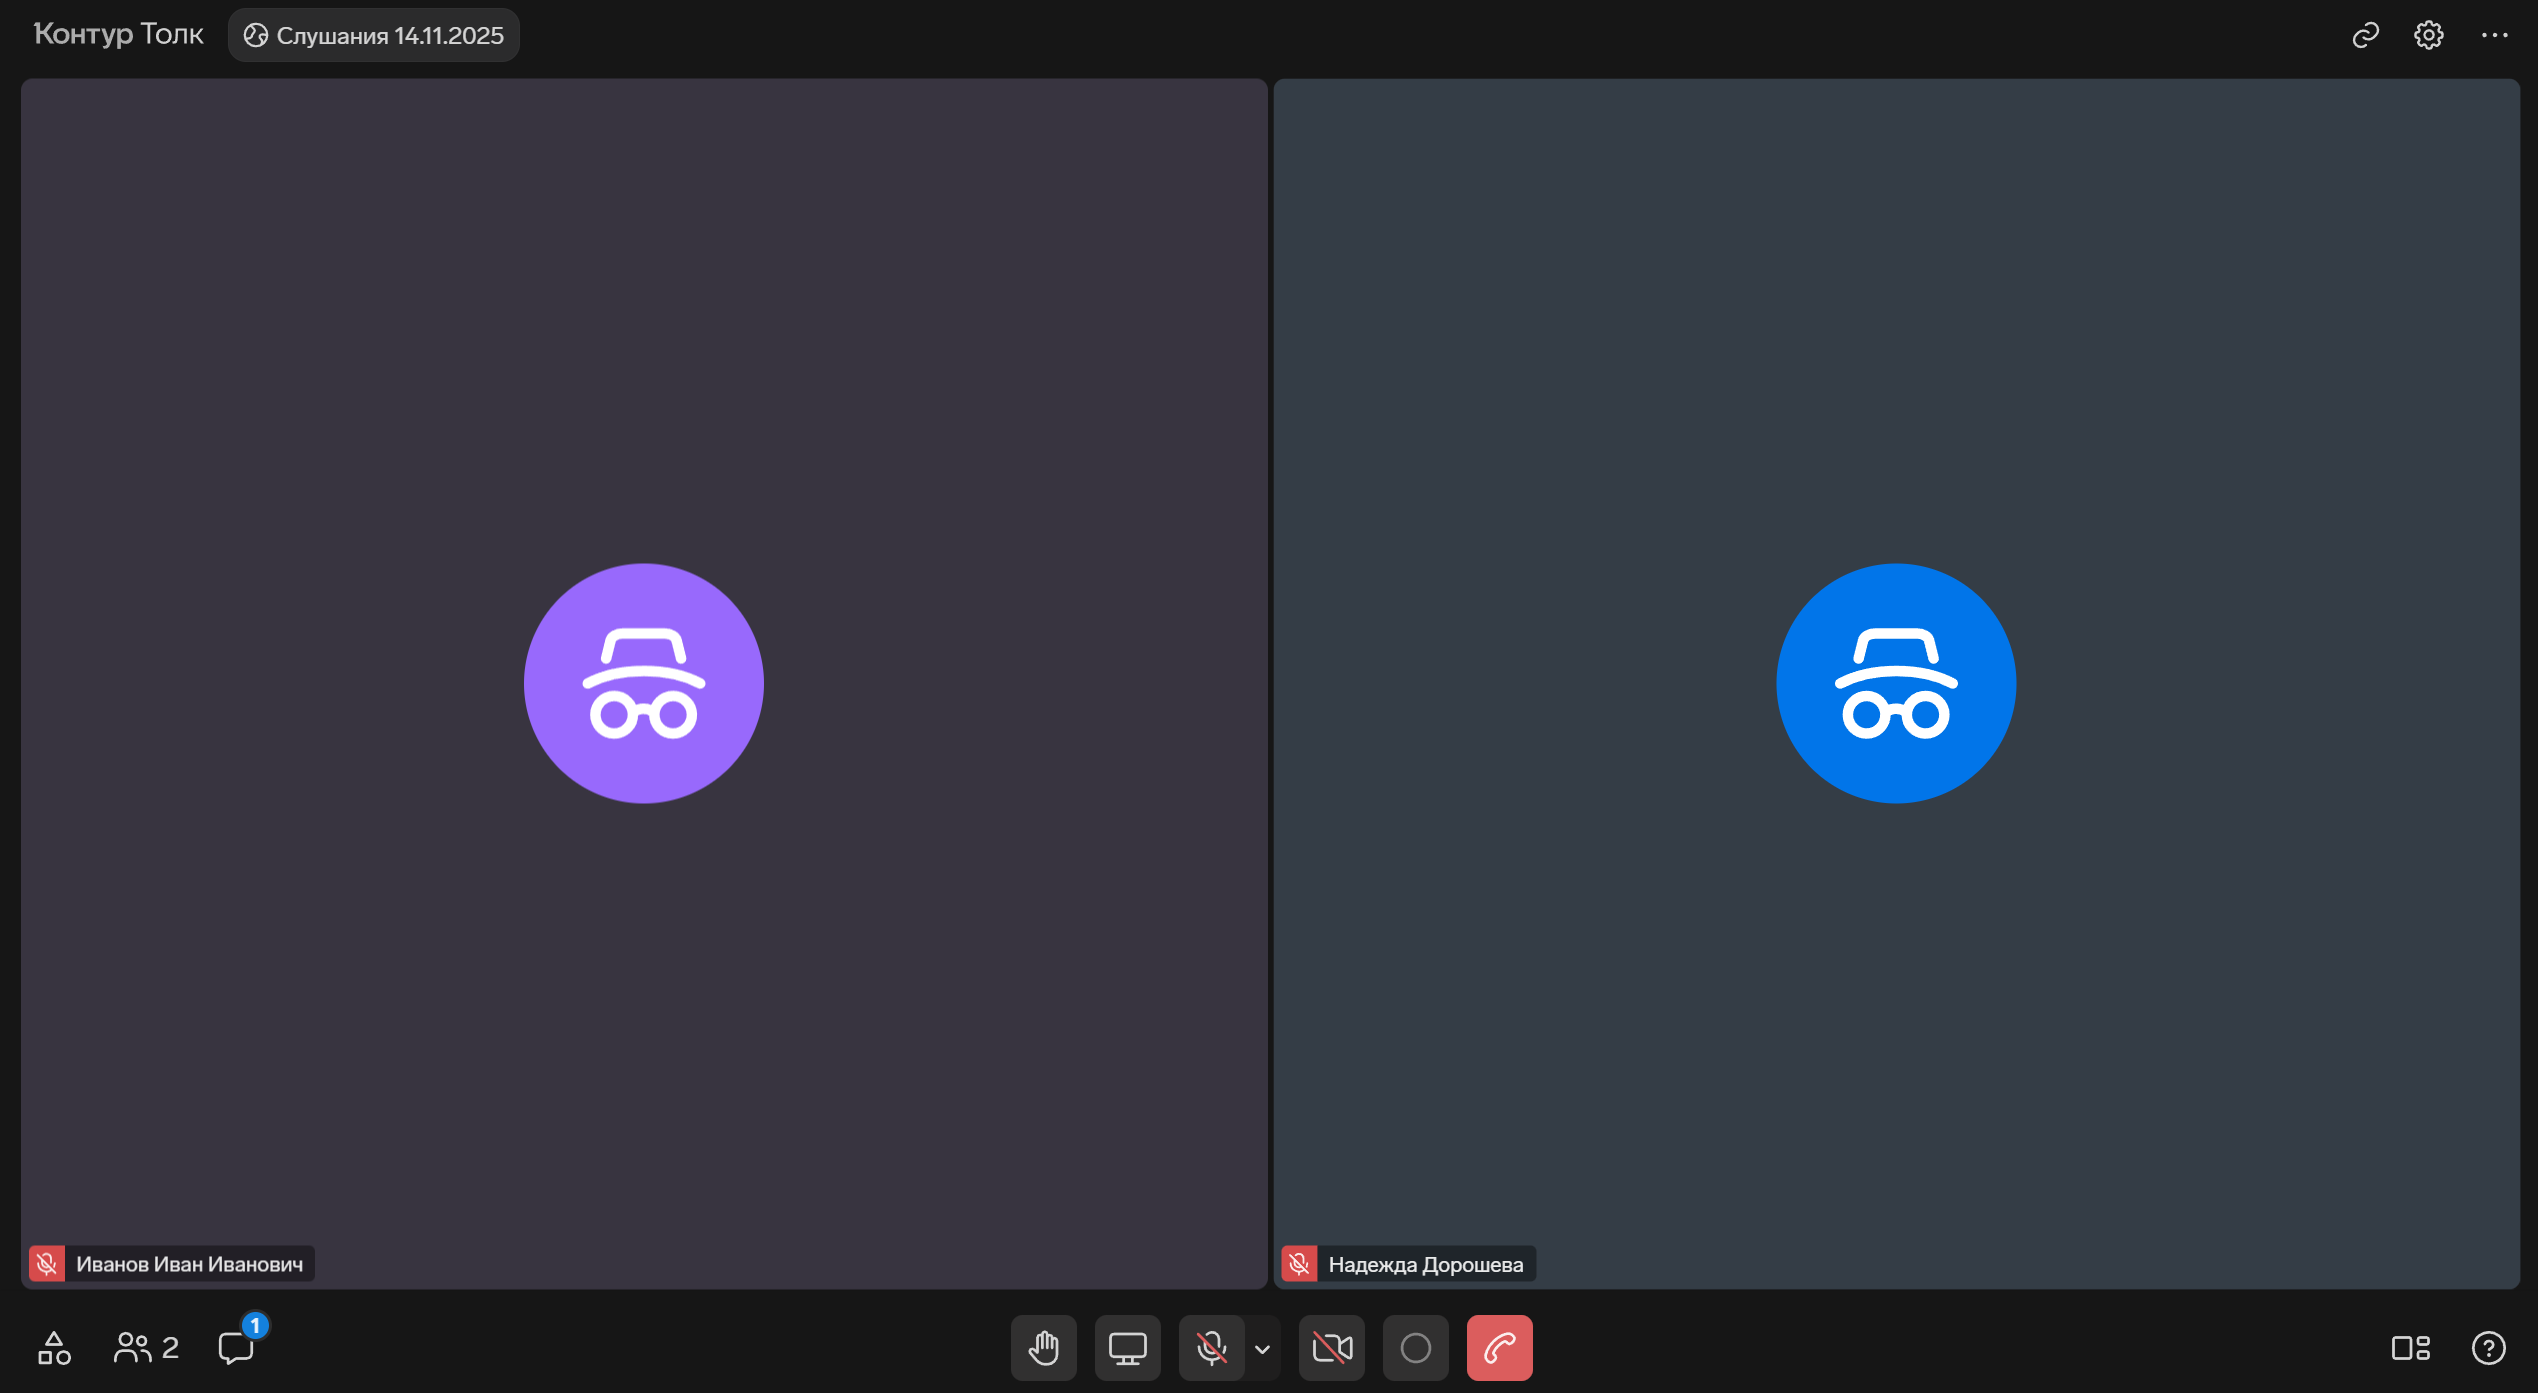 Контур Толк
Слушания 14.11.2025
Иванов Иван Иванович
Надежда Дорошева
2
1